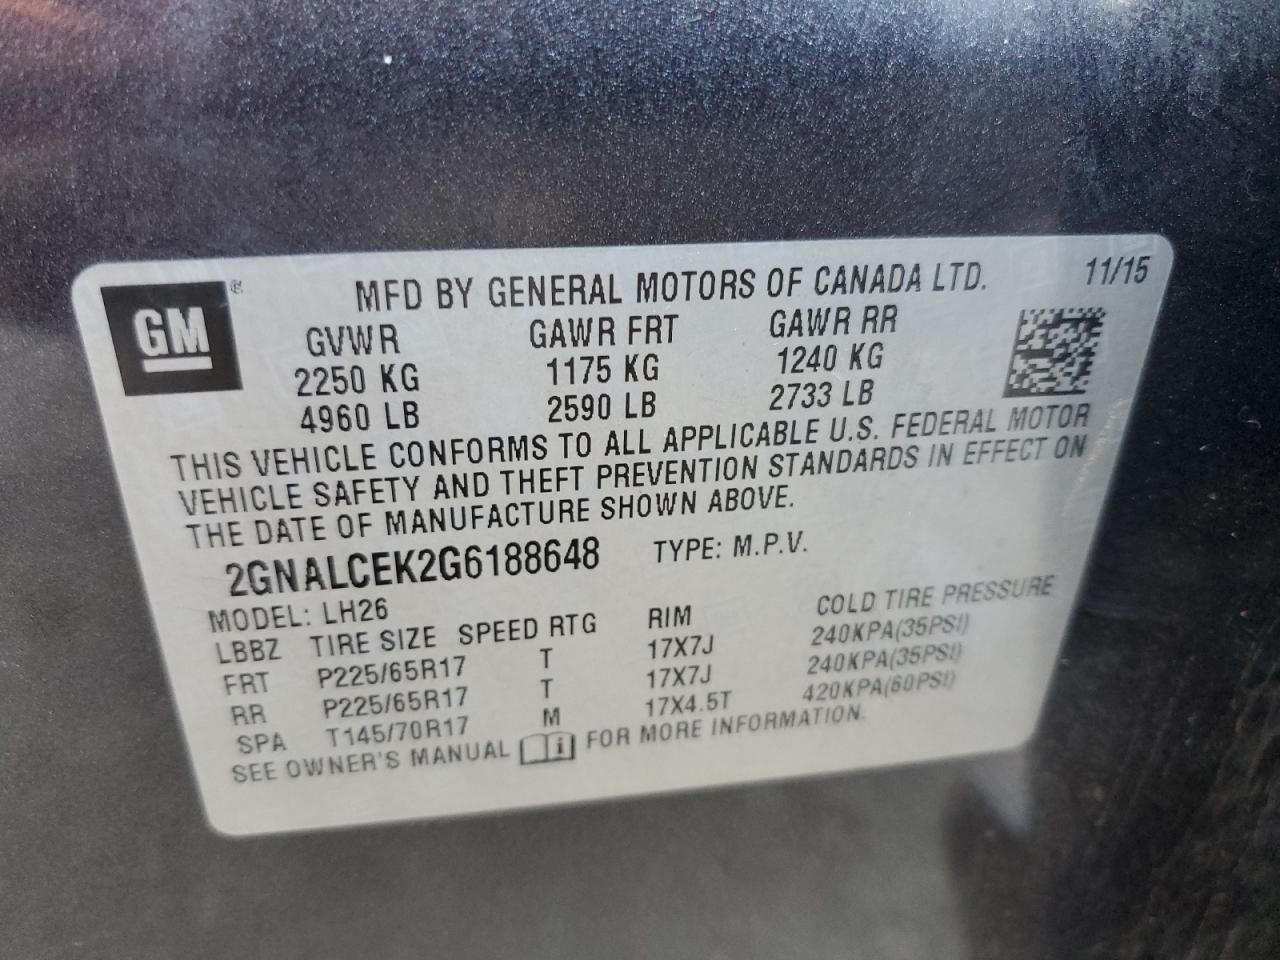 GM ®
MFD BY GENERAL MOTORS OF CANADA LTD. 11/15
GVWR GAWR FRT GAWR RR
2250 KG 1175 KG 1240 KG
4960 LB 2590 LB 2733 LB
THIS VEHICLE CONFORMS TO ALL APPLICABLE U.S. FEDERAL MOTOR
VEHICLE SAFETY AND THEFT PREVENTION STANDARDS IN EFFECT ON
THE DATE OF MANUFACTURE SHOWN ABOVE.
2GNALCEK2G6188648 TYPE: M.P.V.
MODEL: LH26
LBBZ TIRE SIZE SPEED RTG RIM COLD TIRE PRESSURE
FRT P225/65R17 T 17X7J 240KPA(35PSI)
RR P225/65R17 T 17X7J 240KPA(35PSI)
SPA T145/70R17 M 17X4.5T 420KPA(60PSI)
SEE OWNER'S MANUAL i FOR MORE INFORMATION.